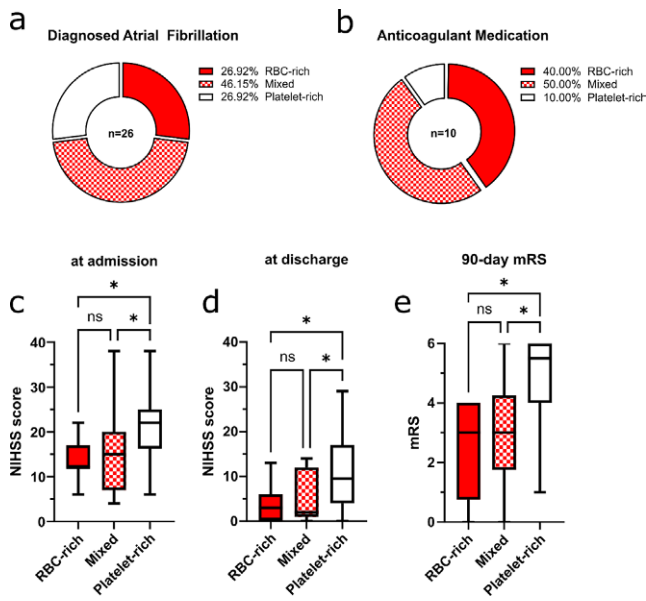 a
Diagnosed Atrial Fibrillation
26.92% RBC-rich
46.15% Mixed
26.92% Platelet-rich
n=26
b
Anticoagulant Medication
40.00% RBC-rich
50.00% Mixed
10.00% Platelet-rich
n=10
c
at admission
*
ns
*
NIHSS score
40
30
20
10
0
RBC-rich
Mixed
Platelet-rich
d
at discharge
*
ns
*
NIHSS score
40
30
20
10
0
RBC-rich
Mixed
Platelet-rich
e
90-day mRS
*
ns
*
mRS
6
4
2
0
RBC-rich
Mixed
Platelet-rich